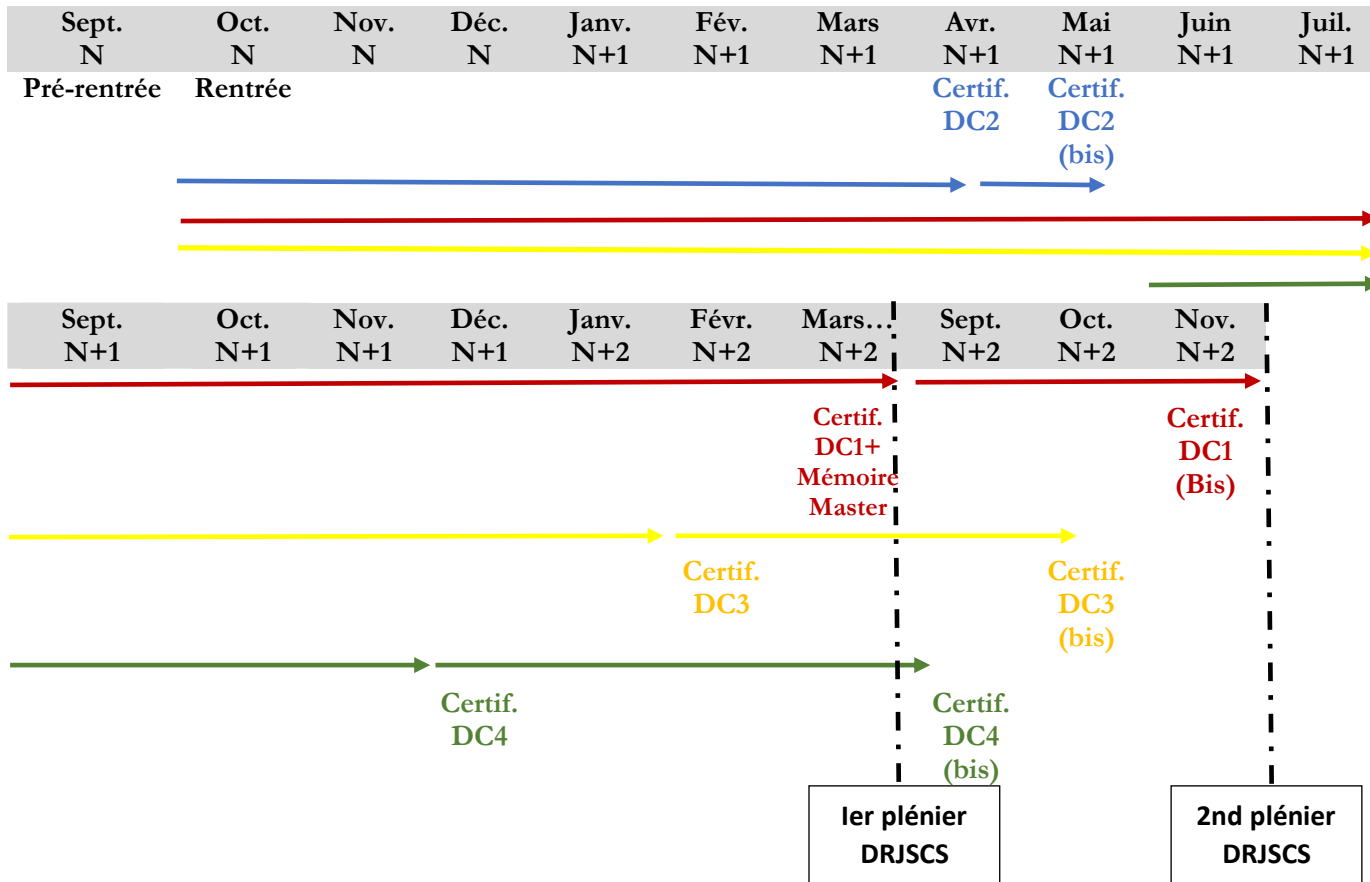 Sept. Oct. Nov. Déc. Janv. Fév. Mars Avr. Mai Juin Juil.
N N N N N+1 N+1 N+1 N+1 N+1 N+1 N+1
Pré-rentrée Rentrée Certif. Certif.
DC2 DC2
(bis)
Sept. Oct. Nov. Déc. Janv. Févr. Mars… Sept. Oct. Nov.
N+1 N+1 N+1 N+1 N+2 N+2 N+2 N+2 N+2 N+2
Certif. Certif.
DC1+ DC1
Mémoire (Bis)
Master
Certif. Certif.
DC3 DC3
(bis)
Certif. Certif.
DC4 DC4
(bis)
Ier plénier 2nd plénier
DRJSCS DRJSCS